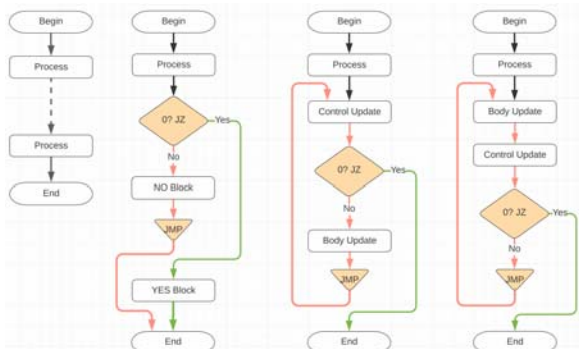 Begin
Process
Process
End
Begin
Process
0? JZ
Yes
No
NO Block
JMP
YES Block
End
Begin
Process
Control Update
0? JZ
Yes
No
Body Update
JMP
End
Begin
Process
Body Update
Control Update
0? JZ
Yes
No
JMP
End